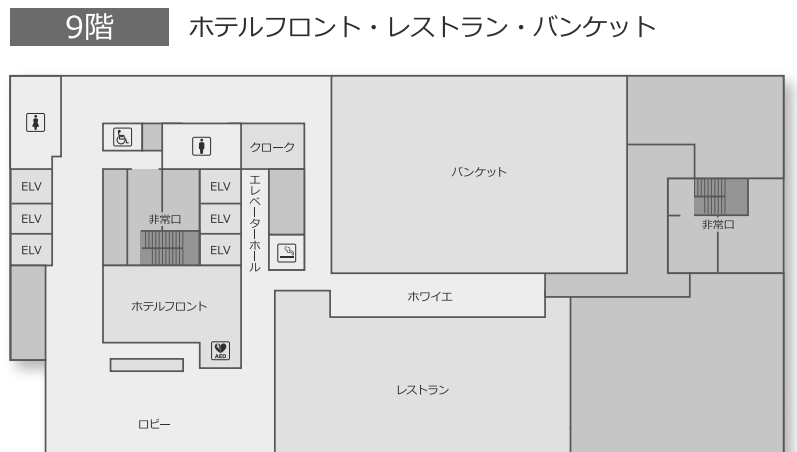 9階
ホテルフロント・レストラン・バンケット
クローク
バンケット
ELV
ELV
ELV
ELV
ELV
ELV
エレベーターホール
非常口
非常口
ホテルフロント
ホワイエ
AED
レストラン
ロビー